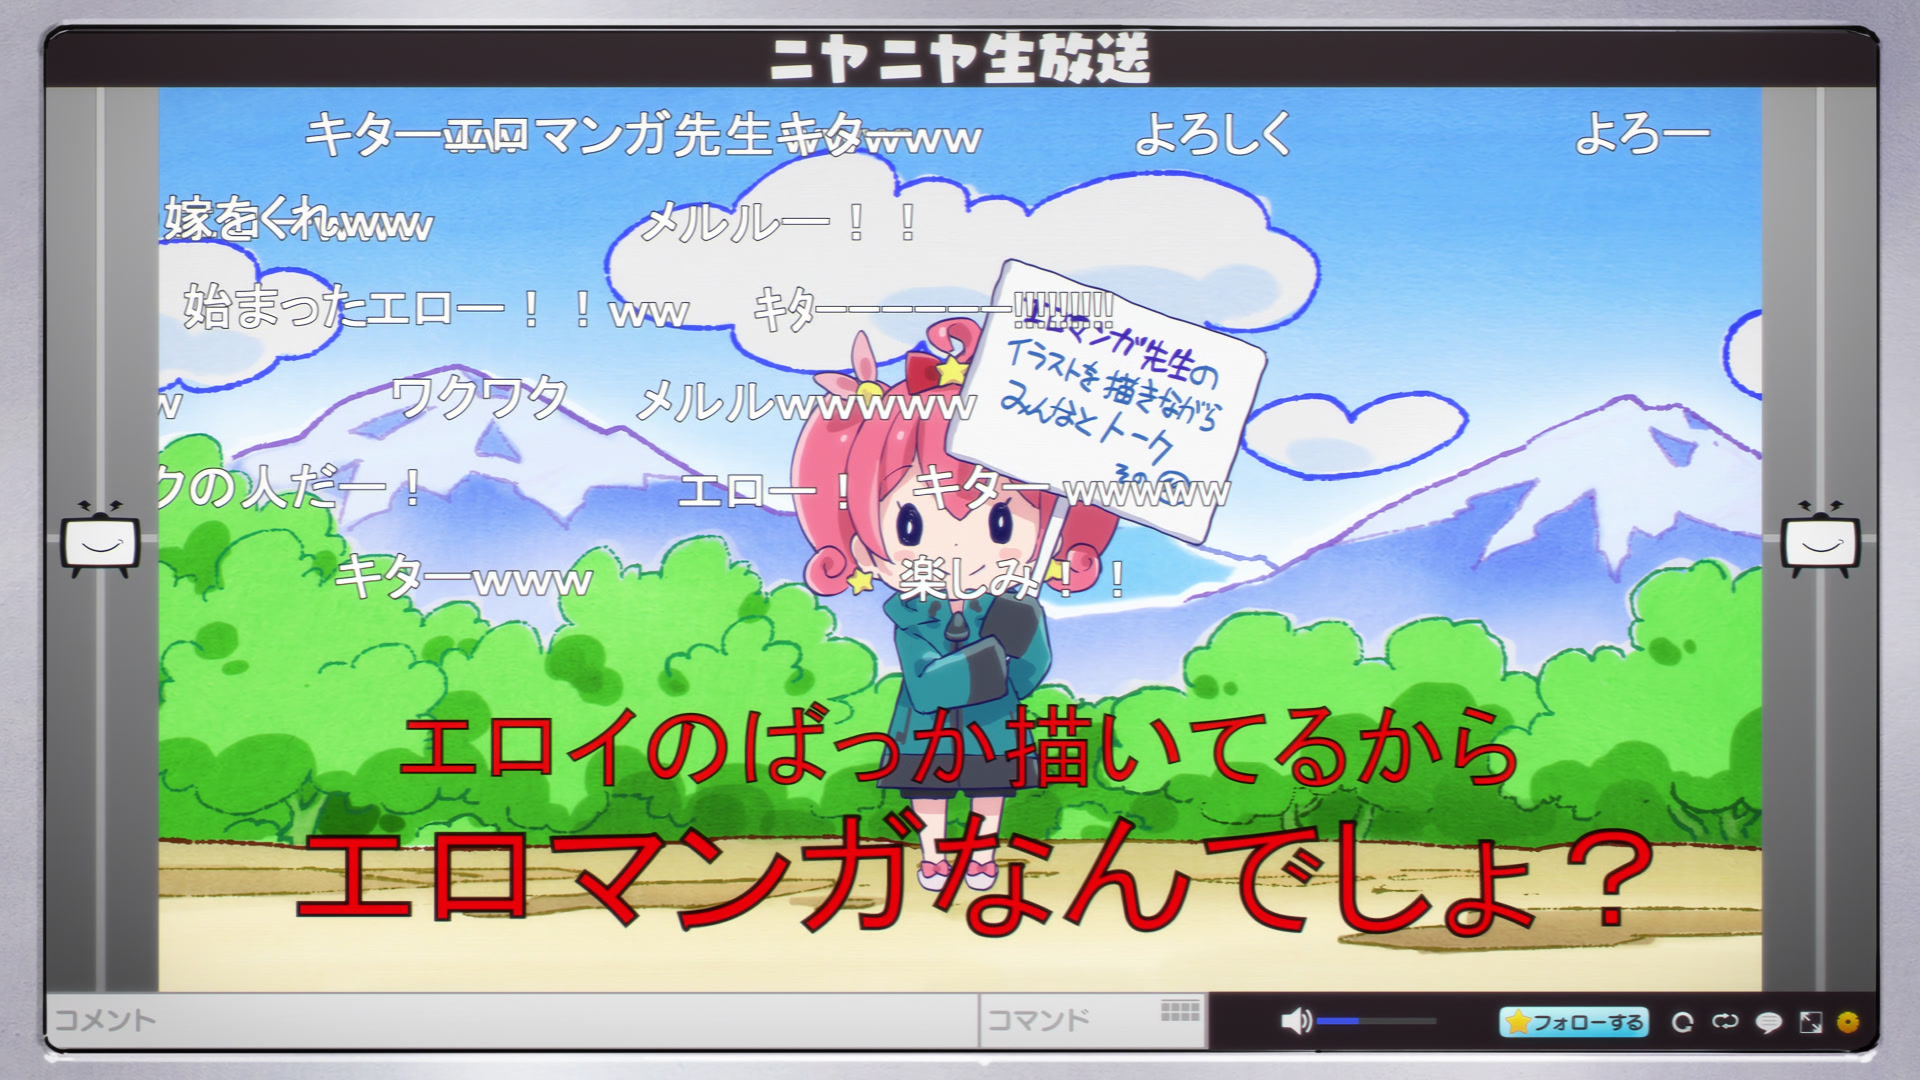 ニヤニヤ生放送
キターwww
エロマンガ先生キターwww
よろしく
よろー
嫁をくれwww
メルルー！！
始まったエロー！！ww
キターーーーーーー!!!!!!!!!!
エロマンガ先生の
イラストを描きながら
みんなとトーク
その
w
ワクワク
メルルwwwwww
クの人だー！
エロー！
キターwwwww
キターwww
楽しみ！！
エロイのばっか描いてるから
エロマンガなんでしょ？
コメント
コマンド
フォローする